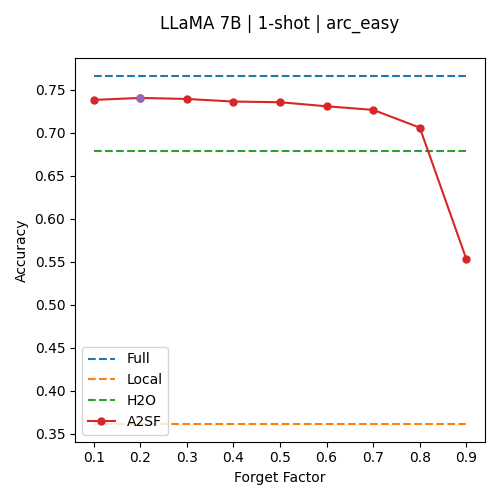 LLaMA 7B | 1-shot | arc_easy
0.75
0.70
0.65
0.60
0.55
0.50
0.45
0.40
0.35
Accuracy
Full
Local
H2O
A2SF
0.1 0.2 0.3 0.4 0.5 0.6 0.7 0.8 0.9
Forget Factor